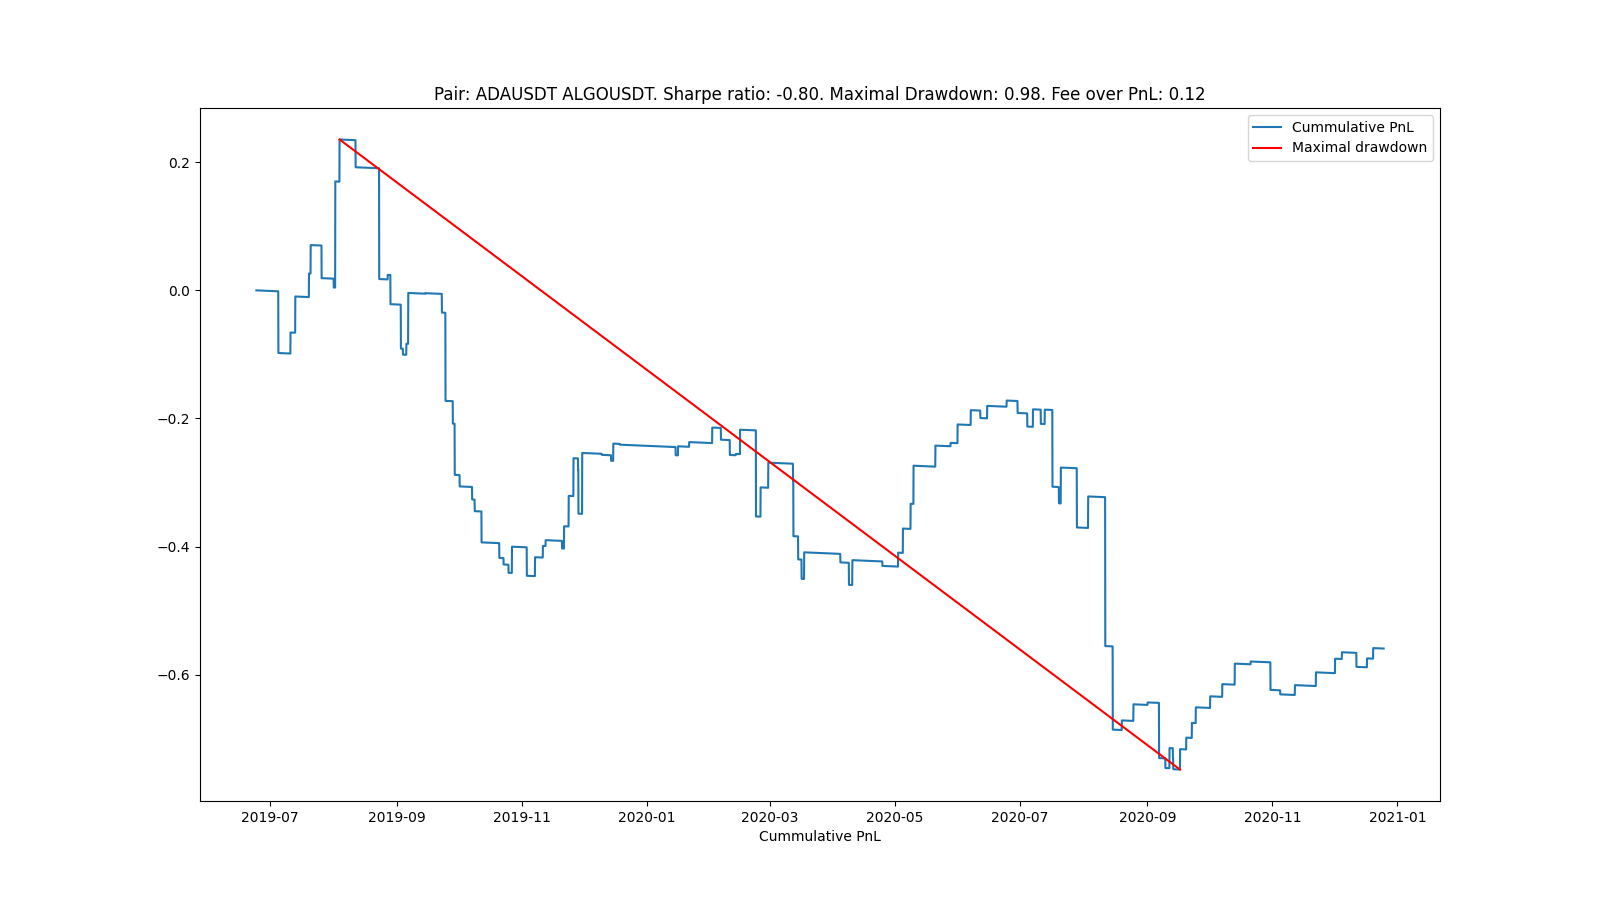 Pair: ADAUSDT ALGOUSDT. Sharpe ratio: -0.80. Maximal Drawdown: 0.98. Fee over PnL: 0.12
Cummulative PnL
Maximal drawdown
0.2
0.0
−0.2
−0.4
−0.6
2019-07 2019-09 2019-11 2020-01 2020-03 2020-05 2020-07 2020-09 2020-11 2021-01
Cummulative PnL